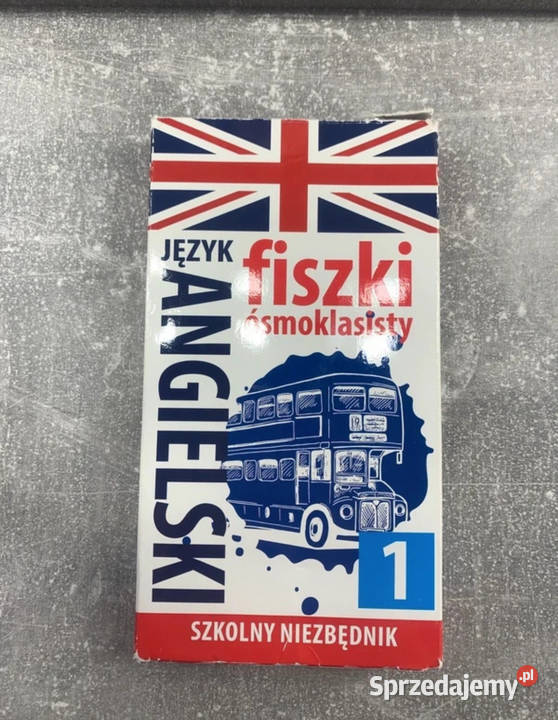 JĘZYK
ANGIELSKI
fiszki
ósmoklasisty
1
SZKOLNY NIEZBĘDNIK
Sprzedajemy.pl